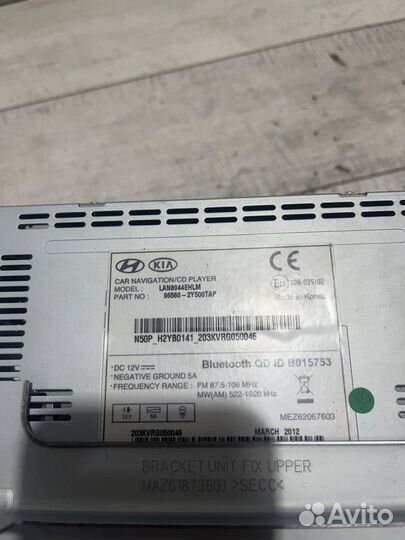 HYUNDAI KIA
CAR NAVIGATION/CD PLAYER
MODEL : LAN8944EHLM
PART NO : 96560-2Y500TAP
CE
E11 10R-035102
Made in Korea
N50P_H2YB0141_203KVRG050046
DC 12V
Bluetooth QD ID B015753
NEGATIVE GROUND 5A
FREQUENCY RANGE : FM 87.5-108 MHz
MW(AM) 522-1620 kHz
12V 5A
MEZ62067603
203KVRG050046 MARCH 2012
BRACKET UNIT FIX UPPER
MAZ61873601 >SECC<
Avito